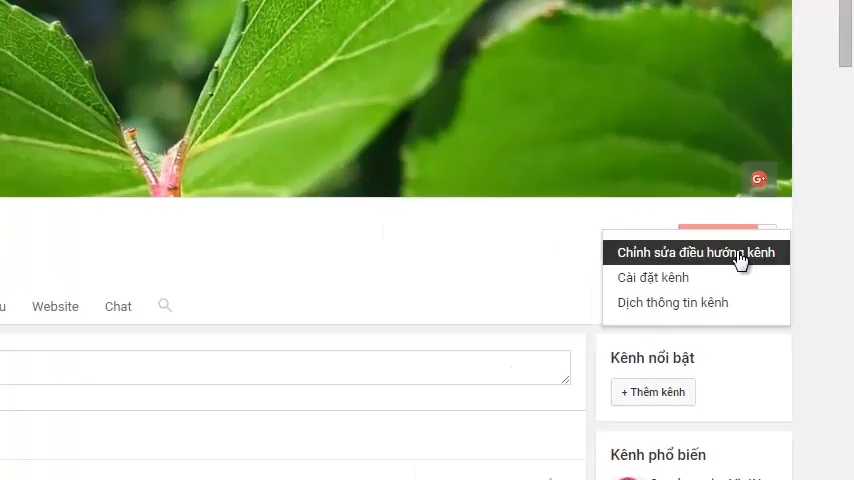 G+
Chỉnh sửa điều hướng kênh
Cài đặt kênh
Dịch thông tin kênh
u
Website
Chat
Kênh nổi bật
+ Thêm kênh
Kênh phổ biến